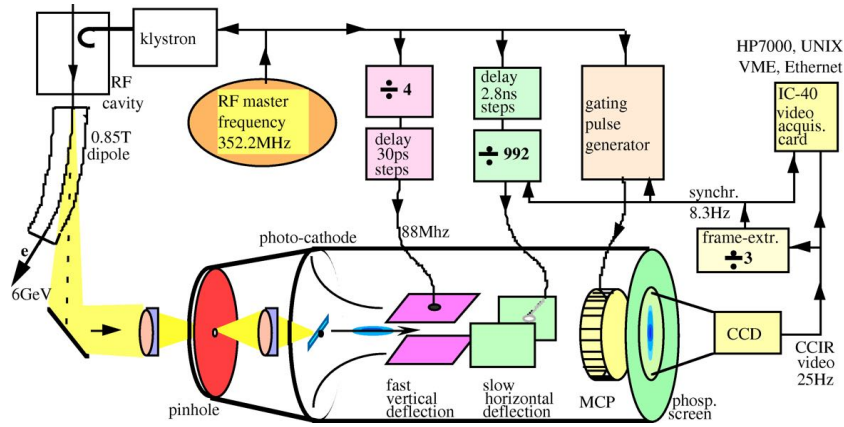 klystron
RF
cavity
RF master
frequency
352.2MHz
÷ 4
delay
30ps
steps
delay
2.8ns
steps
÷ 992
gating
pulse
generator
HP7000, UNIX
VME, Ethernet
IC-40
video
acquis.
card
0.85T
dipole
synchr.
8.3Hz
frame-extr.
÷3
e
6GeV
photo-cathode
88Mhz
CCD
CCIR
video
25Hz
pinhole
fast
vertical
deflection
slow
horizontal
deflection
MCP
phosp.
screen